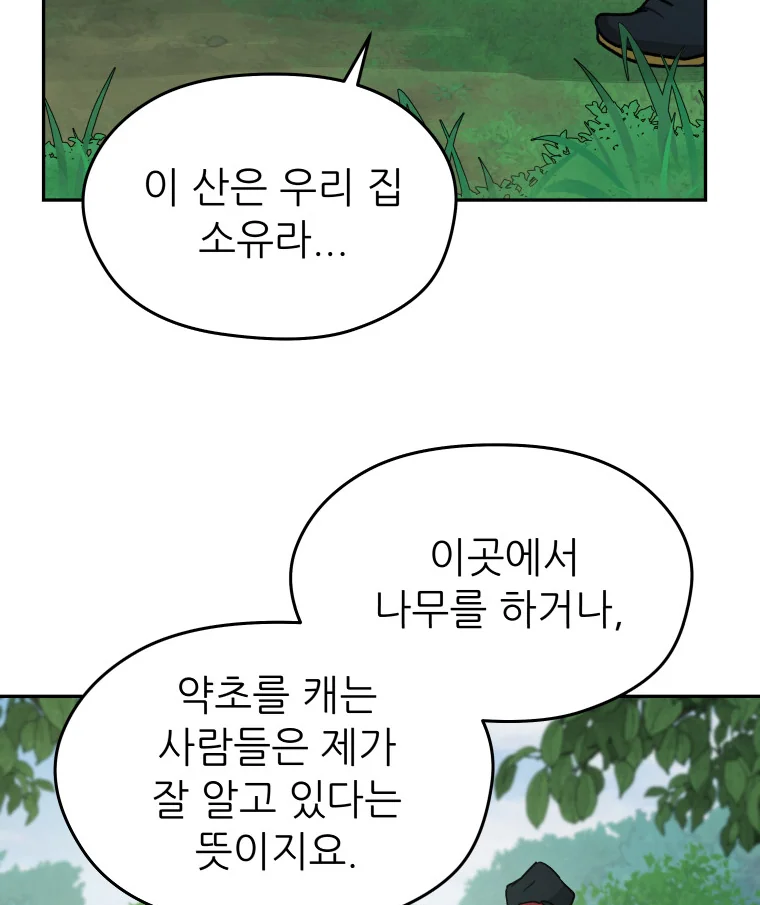 이 산은 우리 집
소유라...
이곳에서
나무를 하거나,
약초를 캐는
사람들은 제가
잘 알고 있다는
뜻이지요.